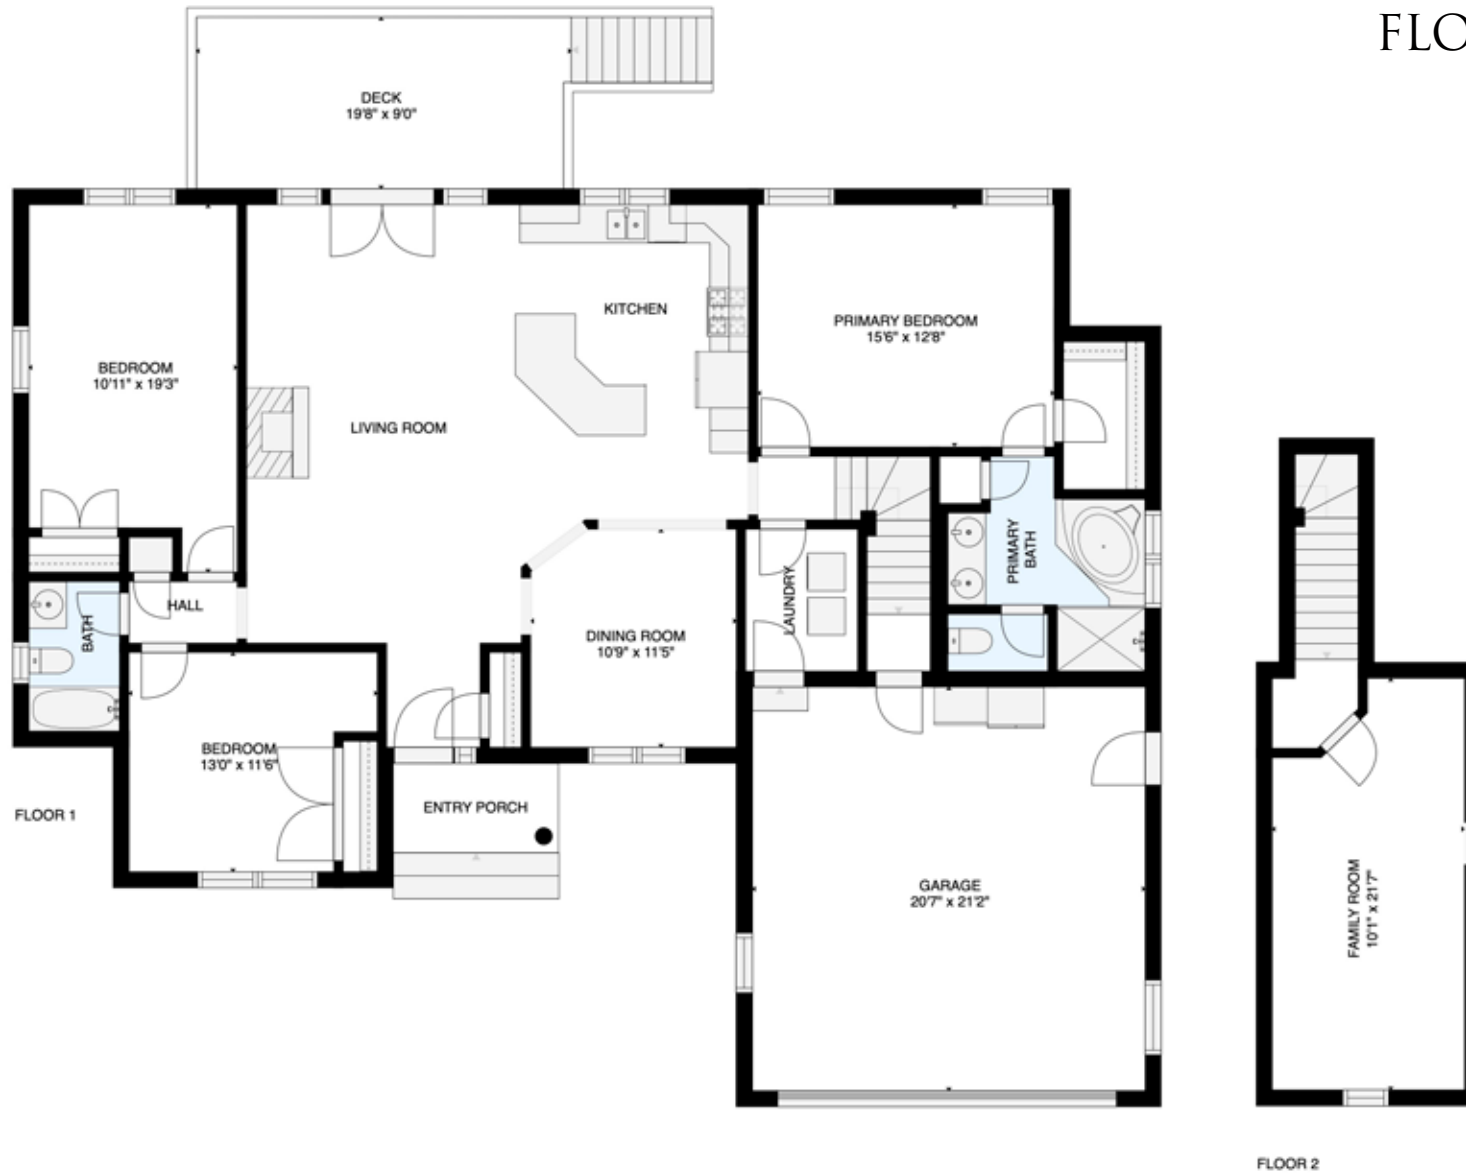 FLO
DECK
19'8" x 9'0"
KITCHEN
PRIMARY BEDROOM
15'6" x 12'8"
BEDROOM
10'11" x 19'3"
LIVING ROOM
PRIMARY
BATH
HALL
BATH
LAUNDRY
DINING ROOM
10'9" x 11'5"
BEDROOM
13'0" x 11'6"
ENTRY PORCH
FLOOR 1
GARAGE
20'7" x 21'2"
FAMILY ROOM
10'1" x 21'7"
FLOOR 2